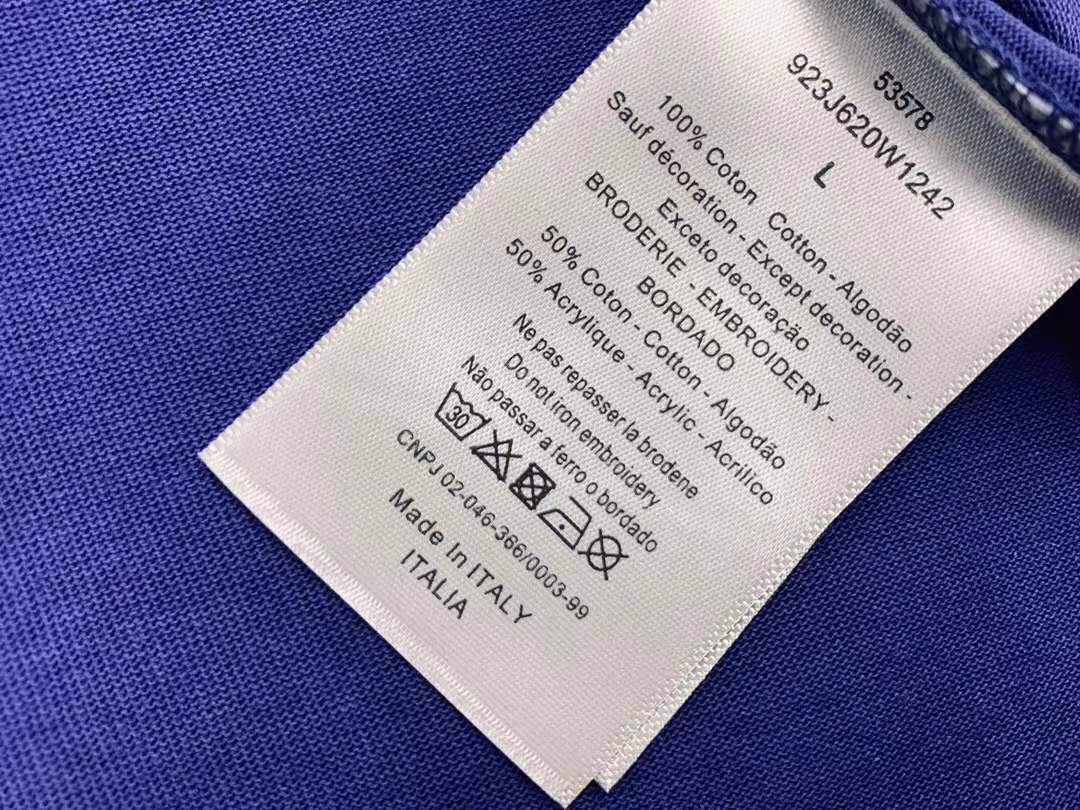 53578
923J620W1242
L
100% Coton Cotton - Algodão
Sauf décoration - Except decoration -
Exceto decoração
BRODERIE - EMBROIDERY -
BORDADO
50% Coton - Cotton - Algodão
50% Acrylique - Acrylic - Acrilico
Ne pas repasser la brodene
Do not iron embroidery
Não passar a ferro o bordado
30
CNPJ 02-046-366/0003-99
Made In ITALY
ITALIA